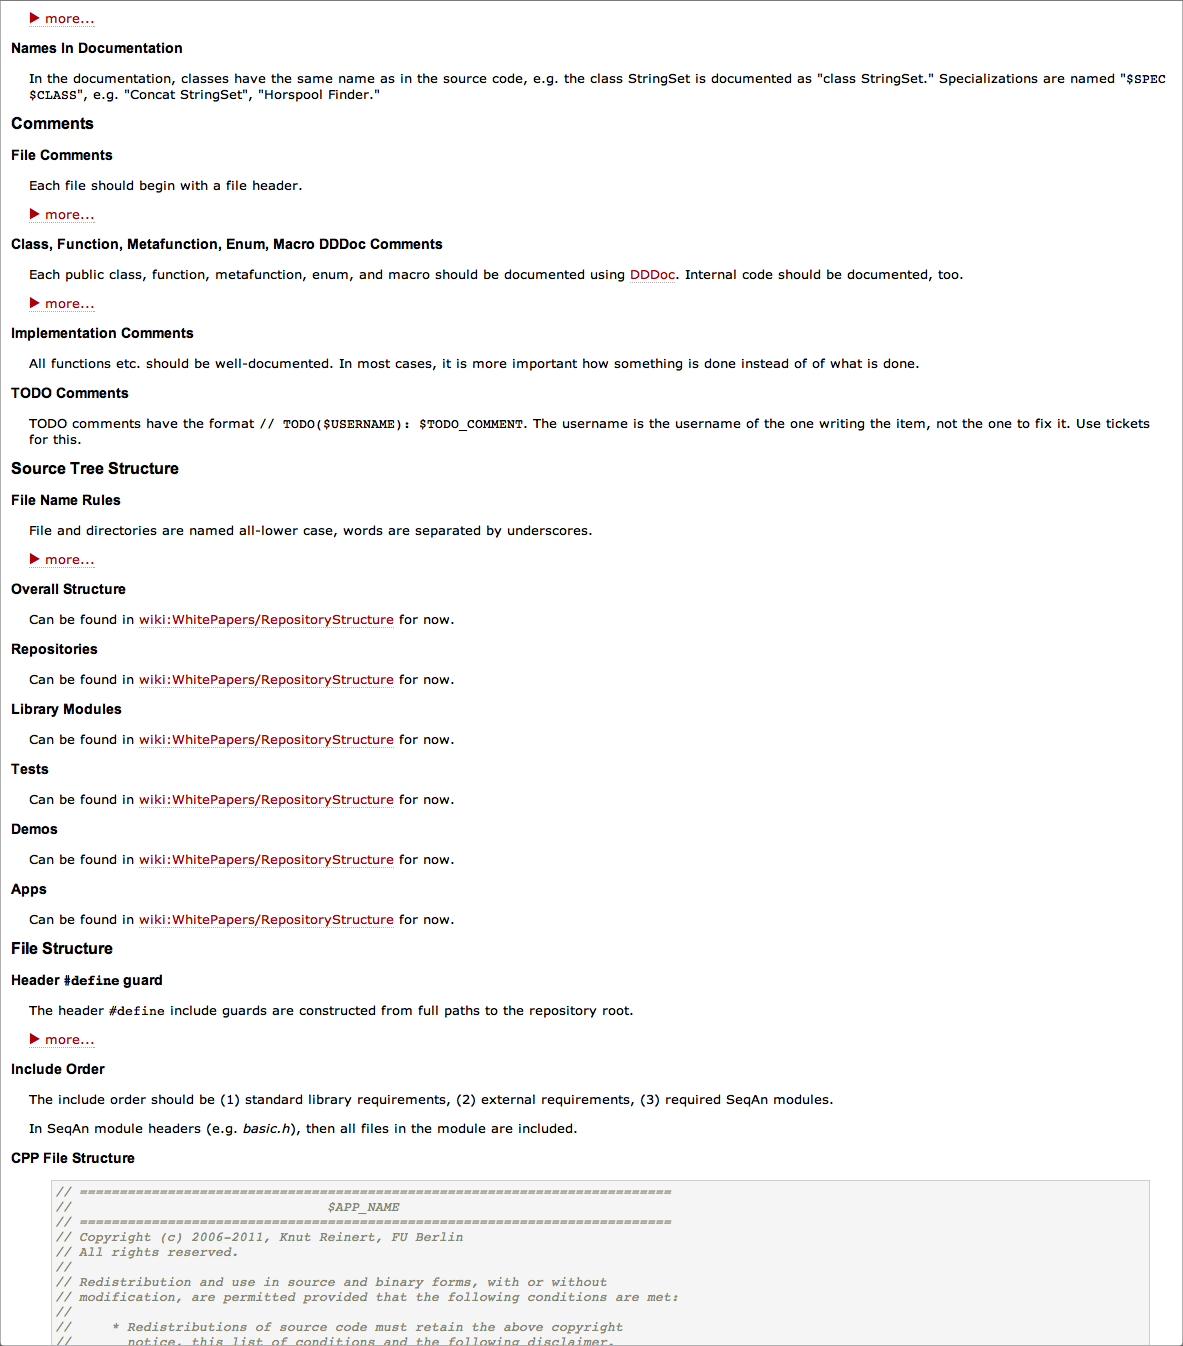 ▶ more...
Names In Documentation
In the documentation, classes have the same name as in the source code, e.g. the class StringSet is documented as "class StringSet." Specializations are named "$SPEC
$CLASS", e.g. "Concat StringSet", "Horspool Finder."
Comments
File Comments
Each file should begin with a file header.
▶ more...
Class, Function, Metafunction, Enum, Macro DDDoc Comments
Each public class, function, metafunction, enum, and macro should be documented using DDDoc. Internal code should be documented, too.
▶ more...
Implementation Comments
All functions etc. should be well-documented. In most cases, it is more important how something is done instead of of what is done.
TODO Comments
TODO comments have the format // TODO($USERNAME): $TODO_COMMENT. The username is the username of the one writing the item, not the one to fix it. Use tickets
for this.
Source Tree Structure
File Name Rules
File and directories are named all-lower case, words are separated by underscores.
▶ more...
Overall Structure
Can be found in wiki:WhitePapers/RepositoryStructure for now.
Repositories
Can be found in wiki:WhitePapers/RepositoryStructure for now.
Library Modules
Can be found in wiki:WhitePapers/RepositoryStructure for now.
Tests
Can be found in wiki:WhitePapers/RepositoryStructure for now.
Demos
Can be found in wiki:WhitePapers/RepositoryStructure for now.
Apps
Can be found in wiki:WhitePapers/RepositoryStructure for now.
File Structure
Header #define guard
The header #define include guards are constructed from full paths to the repository root.
▶ more...
Include Order
The include order should be (1) standard library requirements, (2) external requirements, (3) required SeqAn modules.
In SeqAn module headers (e.g. basic.h), then all files in the module are included.
CPP File Structure
// ==========================================================================
// $APP_NAME
// ==========================================================================
// Copyright (c) 2006-2011, Knut Reinert, FU Berlin
// All rights reserved.
//
// Redistribution and use in source and binary forms, with or without
// modification, are permitted provided that the following conditions are met:
//
// * Redistributions of source code must retain the above copyright
// notice, this list of conditions and the following disclaimer.